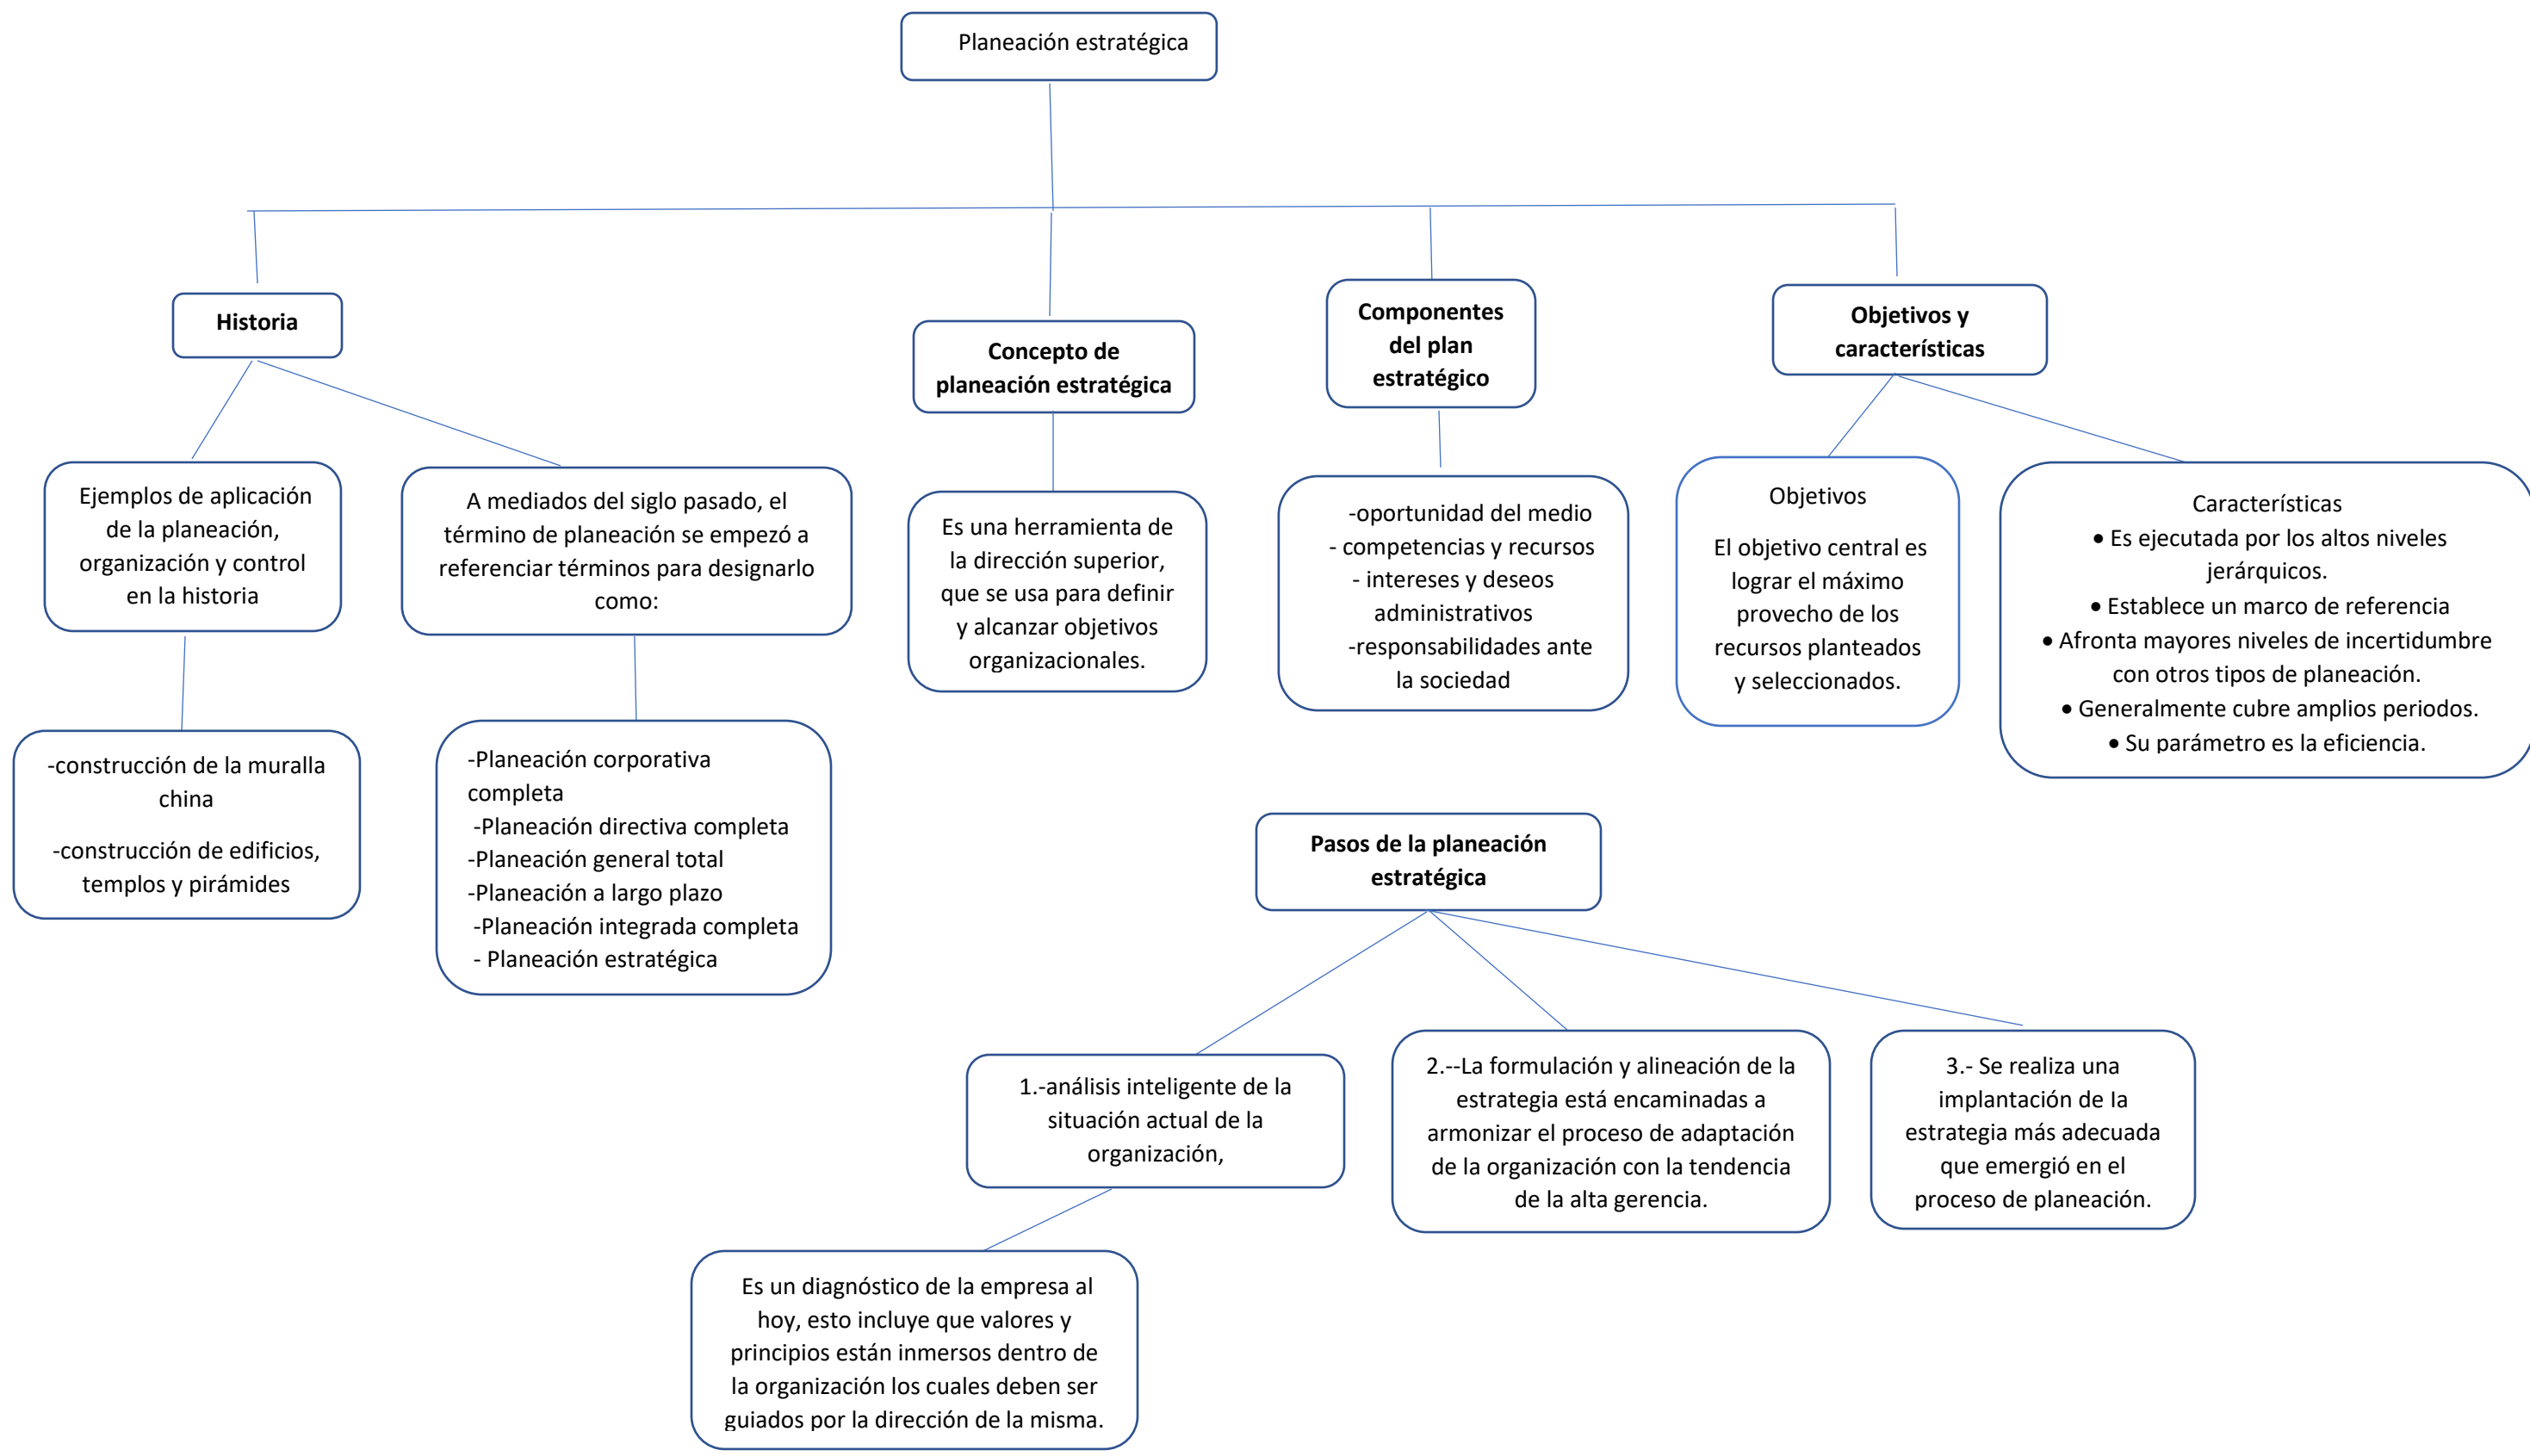 Planeación estratégica
Historia
Concepto de
planeación estratégica
Componentes
del plan
estratégico
Objetivos y
características
Ejemplos de aplicación
de la planeación,
organización y control
en la historia
A mediados del siglo pasado, el
término de planeación se empezó a
referenciar términos para designarlo
como:
Es una herramienta de
la dirección superior,
que se usa para definir
y alcanzar objetivos
organizacionales.
-oportunidad del medio
- competencias y recursos
- intereses y deseos
administrativos
-responsabilidades ante
la sociedad
Objetivos
El objetivo central es
lograr el máximo
provecho de los
recursos planteados
y seleccionados.
Características
• Es ejecutada por los altos niveles
jerárquicos.
• Establece un marco de referencia
• Afronta mayores niveles de incertidumbre
con otros tipos de planeación.
• Generalmente cubre amplios periodos.
• Su parámetro es la eficiencia.
-construcción de la muralla
china
-construcción de edificios,
templos y pirámides
-Planeación corporativa
completa
-Planeación directiva completa
-Planeación general total
-Planeación a largo plazo
-Planeación integrada completa
- Planeación estratégica
Pasos de la planeación
estratégica
1.-análisis inteligente de la
situación actual de la
organización,
2.--La formulación y alineación de la
estrategia está encaminadas a
armonizar el proceso de adaptación
de la organización con la tendencia
de la alta gerencia.
3.- Se realiza una
implantación de Ia
estrategia más adecuada
que emergió en el
proceso de planeación.
Es un diagnóstico de la empresa al
hoy, esto incluye que valores y
principios están inmersos dentro de
la organización los cuales deben ser
guiados por la dirección de la misma.